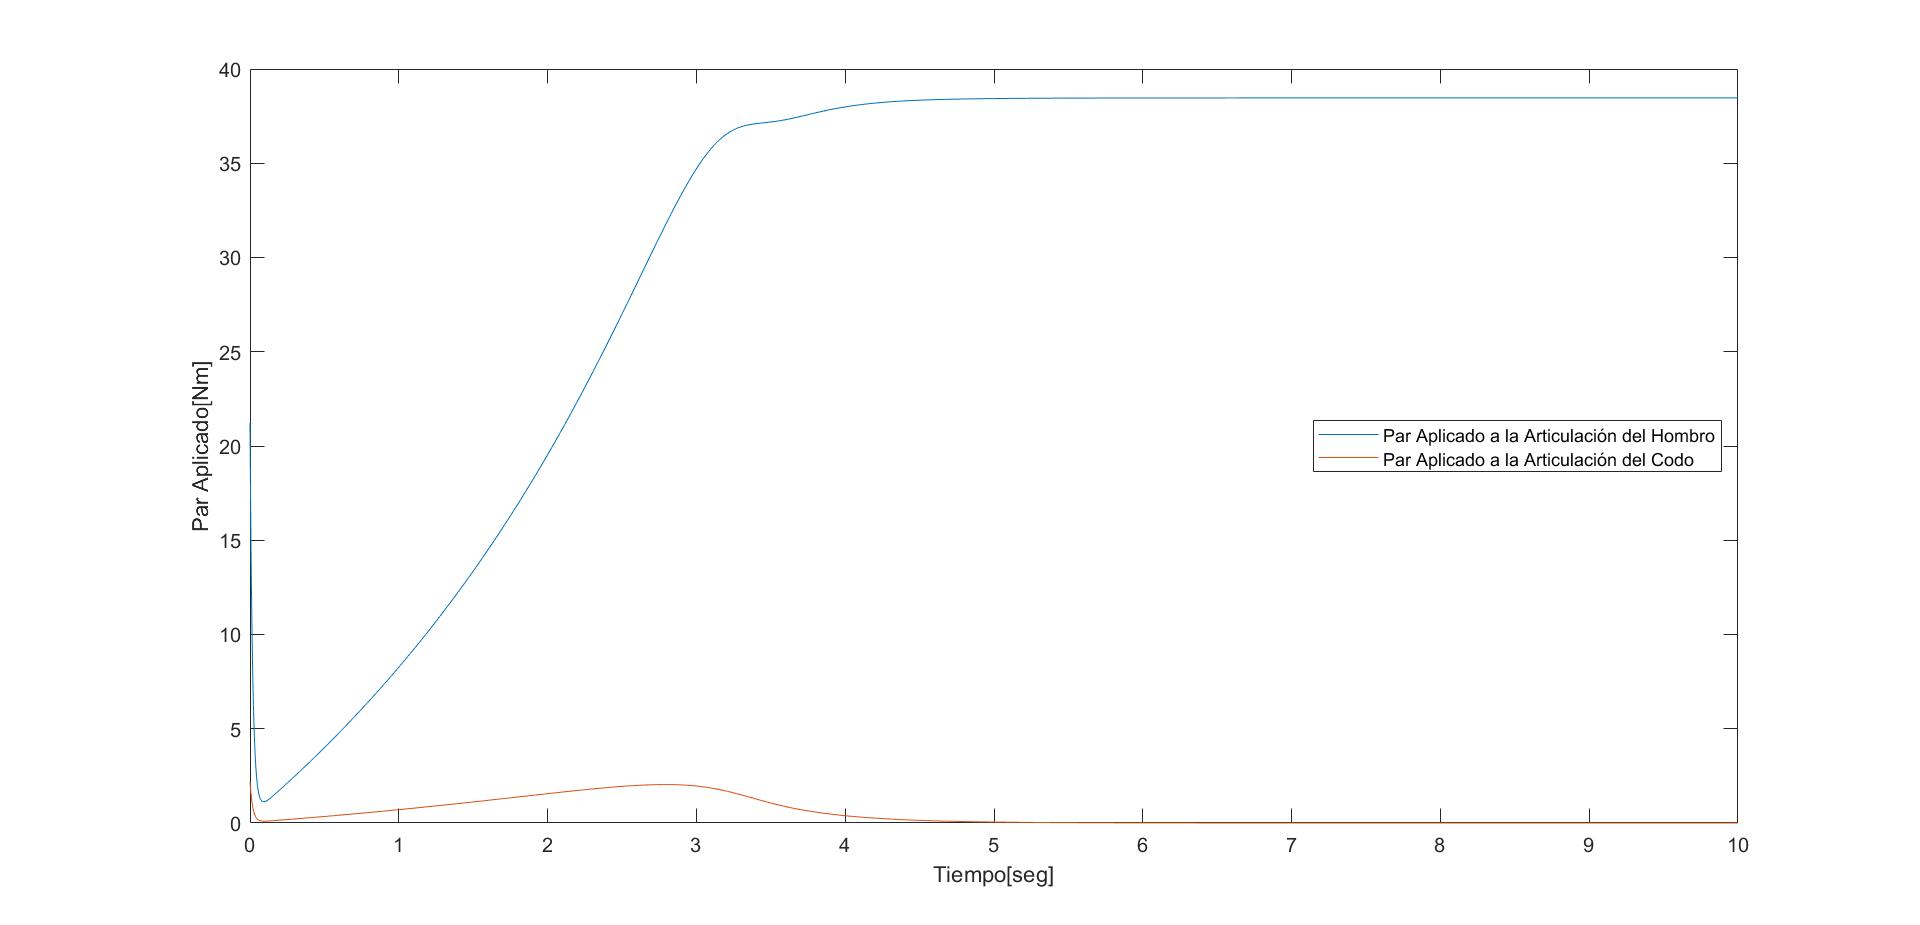 40
35
30
25
20
15
10
5
0
Par Aplicado[Nm]
Par Aplicado a la Articulación del Hombro
Par Aplicado a la Articulación del Codo
0 1 2 3 4 5 6 7 8 9 10
Tiempo[seg]